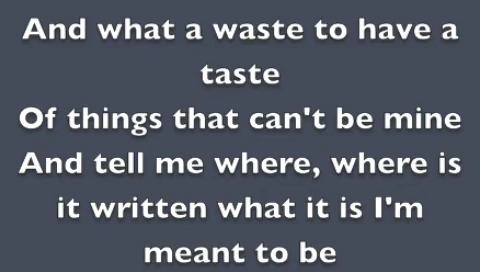 And what a waste to have a
taste
Of things that can't be mine
And tell me where, where is
it written what it is I'm
meant to be